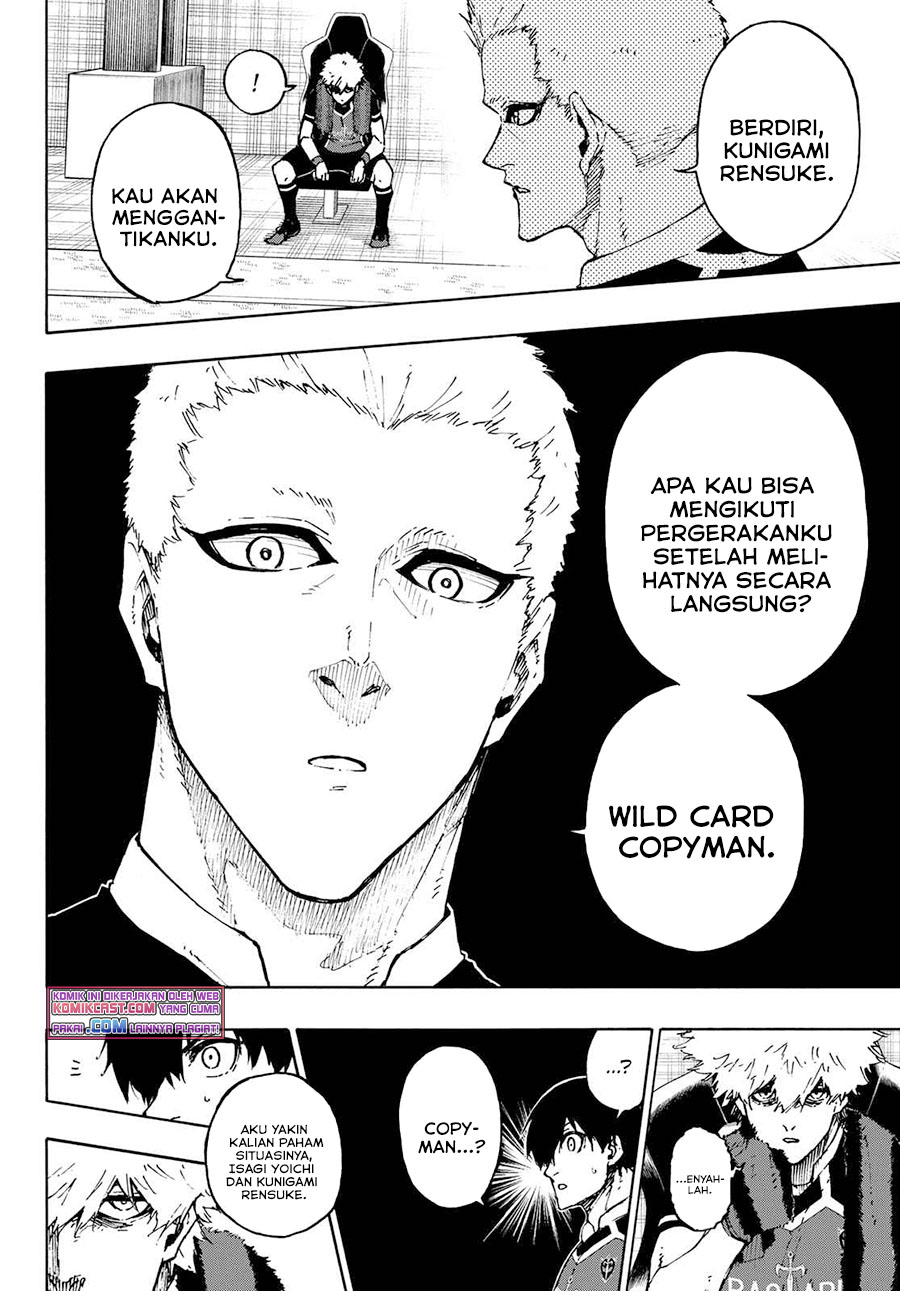 BERDIRI,
KUNIGAMI
RENSUKE.
!
KAU AKAN
MENGGAN-
TIKANKU.
APA KAU BISA
MENGIKUTI
PERGERAKANKU
SETELAH MELI-
HATNYA SECARA
LANGSUNG?
WILD CARD
COPYMAN.
KOMIK INI DIKERJAKAN OLEH WEB
KOMIKCAST.COM YANG CUMA
PAKAI .COM LAINNYA PLAGIAT!
...?
...ENYAH-
LAH.
COPY-
MAN...?
AKU YAKIN
KALIAN PAHAM
SITUASINYA,
ISAGI YOICHI
DAN KUNIGAMI
RENSUKE.